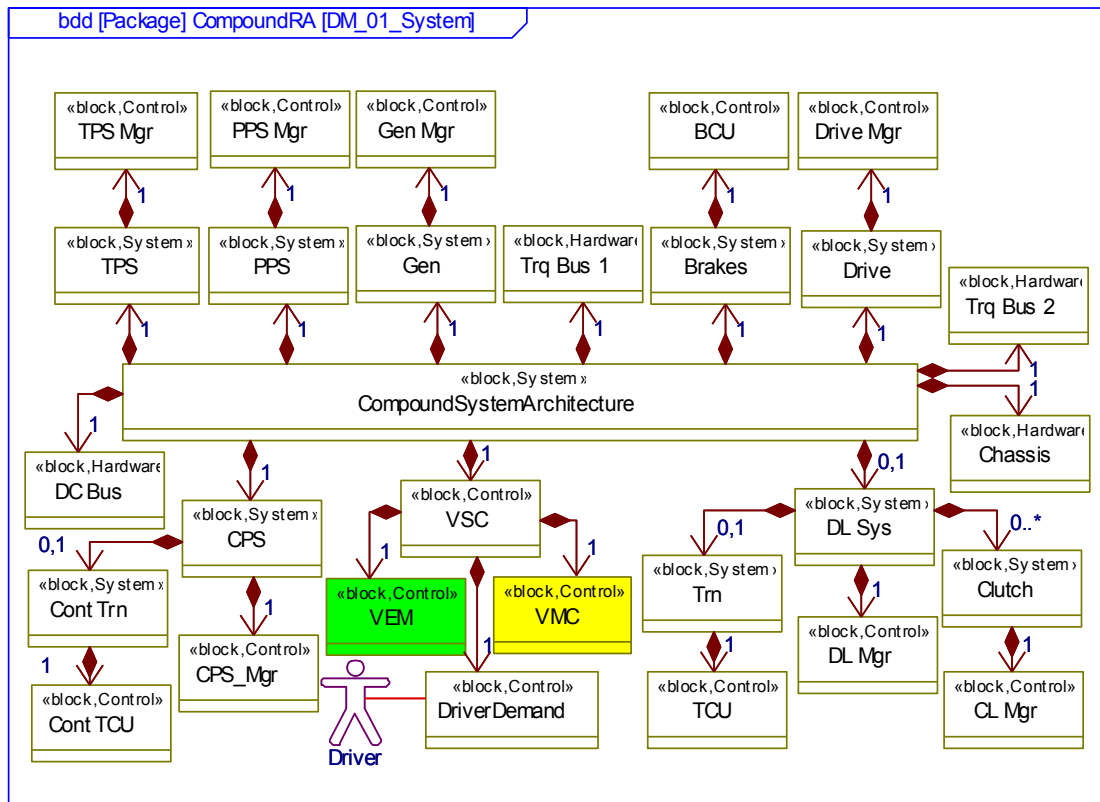 bdd [Package] CompoundRA [DM_01_System]
«block,Control»
TPS Mgr
«block,Control»
PPS Mgr
«block,Control»
Gen Mgr
«block,Control»
BCU
«block,Control»
Drive Mgr
1
1
1
1
1
«block,System»
TPS
«block,System»
PPS
«block,System»
Gen
«block,Hardware
Trq Bus 1
«block,System»
Brakes
«block,System»
Drive
«block,Hardware
Trq Bus 2
1
1
1
1
1
1
1
«block,System»
CompoundSystemArchitecture
1
«block,Hardware
Chassis
1
1
1
0,1
«block,Hardware
DC Bus
«block,System»
CPS
«block,Control»
VSC
«block,System»
DL Sys
0,1
1
1
1
0,1
0..*
«block,System»
Cont Trn
«block,Control»
VEM
«block,Control»
VMC
«block,System»
Trn
1
«block,System»
Clutch
«block,Control»
CPS_Mgr
«block,Control»
DL Mgr
1
1
1
1
«block,Control»
Cont TCU
«block,Control»
DriverDemand
«block,Control»
TCU
«block,Control»
CL Mgr
Driver